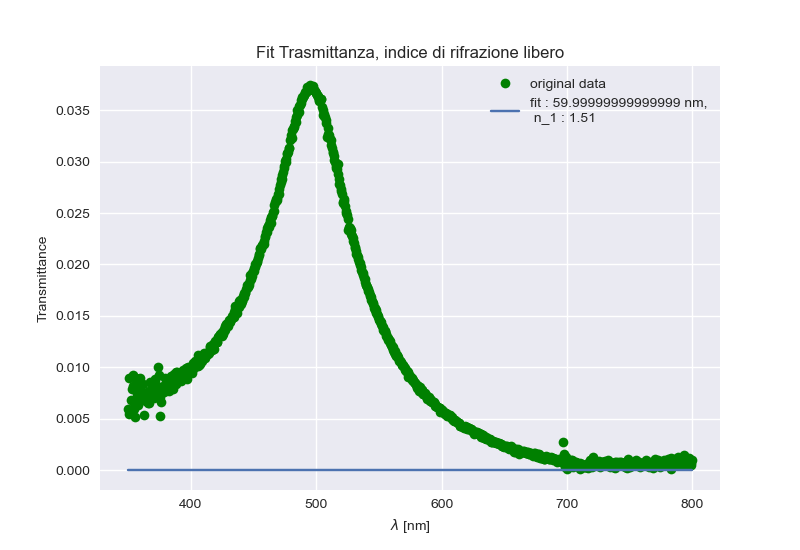 Fit Trasmittanza, indice di rifrazione libero
original data
fit : 59.99999999999999 nm,
n_1 : 1.51
Transmittance
0.035
0.030
0.025
0.020
0.015
0.010
0.005
0.000
400 500 600 700 800
λ [nm]